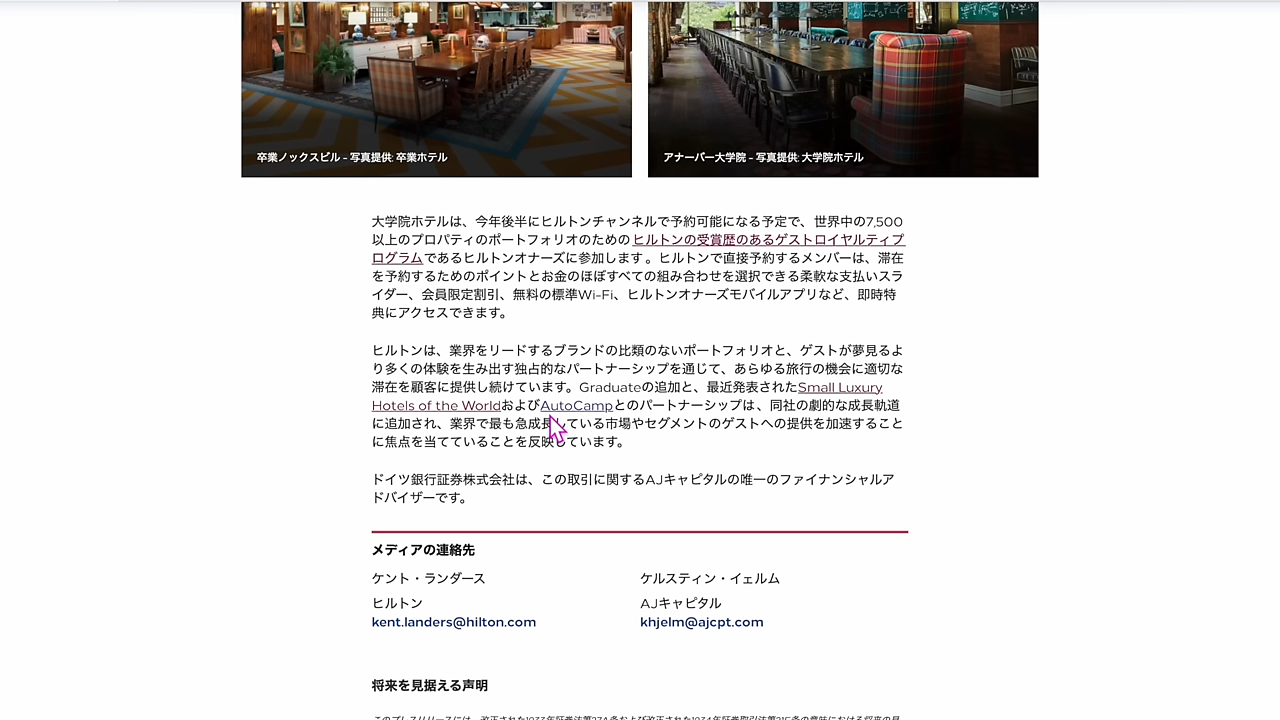 卒業ノックスビル – 写真提供: 卒業ホテル
アナーバー大学院 – 写真提供: 大学院ホテル
大学院ホテルは、今年後半にヒルトンチャンネルで予約可能になる予定で、世界中の7,500
以上のプロパティのポートフォリオのためのヒルトンの受賞歴のあるゲストロイヤルティプ
ログラムであるヒルトンオナーズに参加します。ヒルトンで直接予約するメンバーは、滞在
を予約するためのポイントとお金のほぼすべての組み合わせを選択できる柔軟な支払いスラ
イダー、会員限定割引、無料の標準Wi-Fi、ヒルトンオナーズモバイルアプリなど、即時特
典にアクセスできます。
ヒルトンは、業界をリードするブランドの比類のないポートフォリオと、ゲストが夢見るよ
り多くの体験を生み出す独占的なパートナーシップを通じて、あらゆる旅行の機会に適切な
滞在を顧客に提供し続けています。Graduateの追加と、最近発表されたSmall Luxury
Hotels of the WorldおよびAutoCampとのパートナーシップは、同社の劇的な成長軌道
に追加され、業界で最も急成長している市場やセグメントのゲストへの提供を加速すること
に焦点を当てていることを反映しています。
ドイツ銀行証券株式会社は、この取引に関するAJキャピタルの唯一のファイナンシャルア
ドバイザーです。
メディアの連絡先
ケント・ランダース
ケルスティン・イェルム
ヒルトン
AJキャピタル
kent.landers@hilton.com
khjelm@ajcpt.com
将来を見据える声明